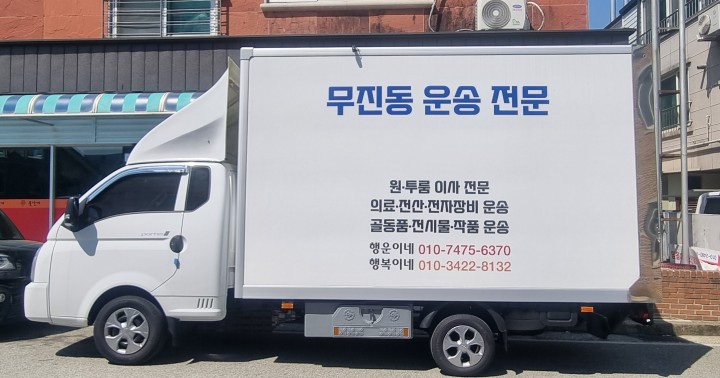 무진동 운송 전문
원·투룸 이사 전문
의료·전산·전자장비 운송
골동품·전시물·작품 운송
행운이네 010-7475-6370
행복이네 010-3422-8132